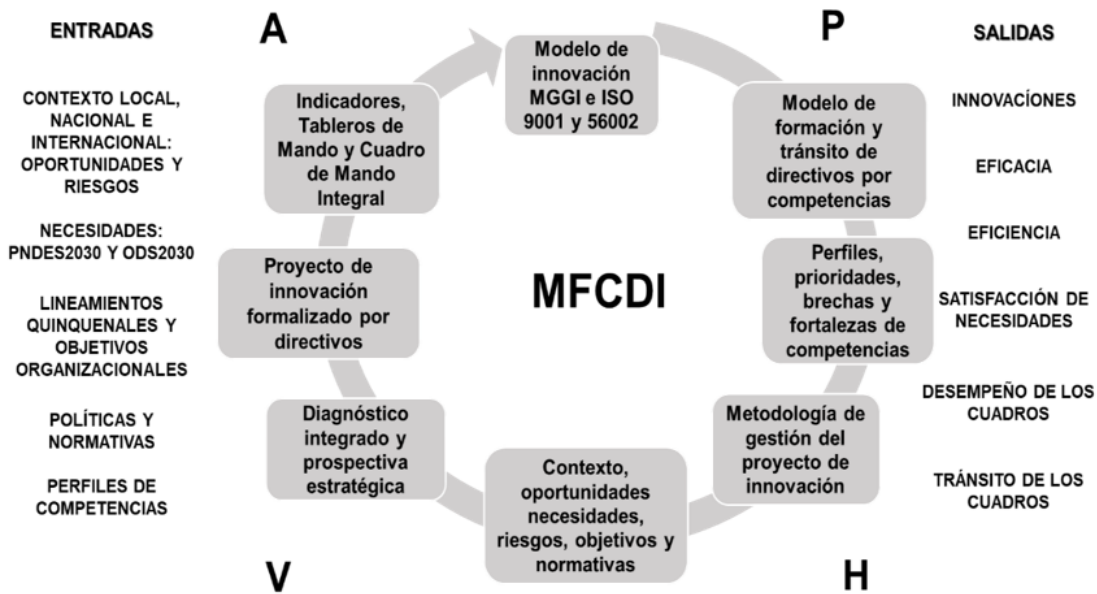 ENTRADAS
CONTEXTO LOCAL,
NACIONAL E
INTERNACIONAL:
OPORTUNIDADES Y
RIESGOS
NECESIDADES:
PNDES2030 Y ODS2030
LINEAMIENTOS
QUINQUENALES Y
OBJETIVOS
ORGANIZACIONALES
POLÍTICAS Y
NORMATIVAS
PERFILES DE
COMPETENCIAS
A
P
Modelo de
innovación
MGGI e ISO
9001 y 56002
Modelo de
formación y
tránsito de
directivos por
competencias
Perfiles,
prioridades,
brechas y
fortalezas de
competencias
Metodología de
gestión del
proyecto de
innovación
Contexto,
oportunidades
necesidades,
riesgos, objetivos y
normativas
Diagnóstico
integrado y
prospectiva
estratégica
Proyecto de
innovación
formalizado por
directivos
Indicadores,
Tableros de
Mando y Cuadro
de Mando
Integral
MFCDI
V
H
SALIDAS
INNOVACÍONES
EFICACIA
EFICIENCIA
SATISFACCIÓN DE
NECESIDADES
DESEMPEÑO DE LOS
CUADROS
TRÁNSITO DE LOS
CUADROS